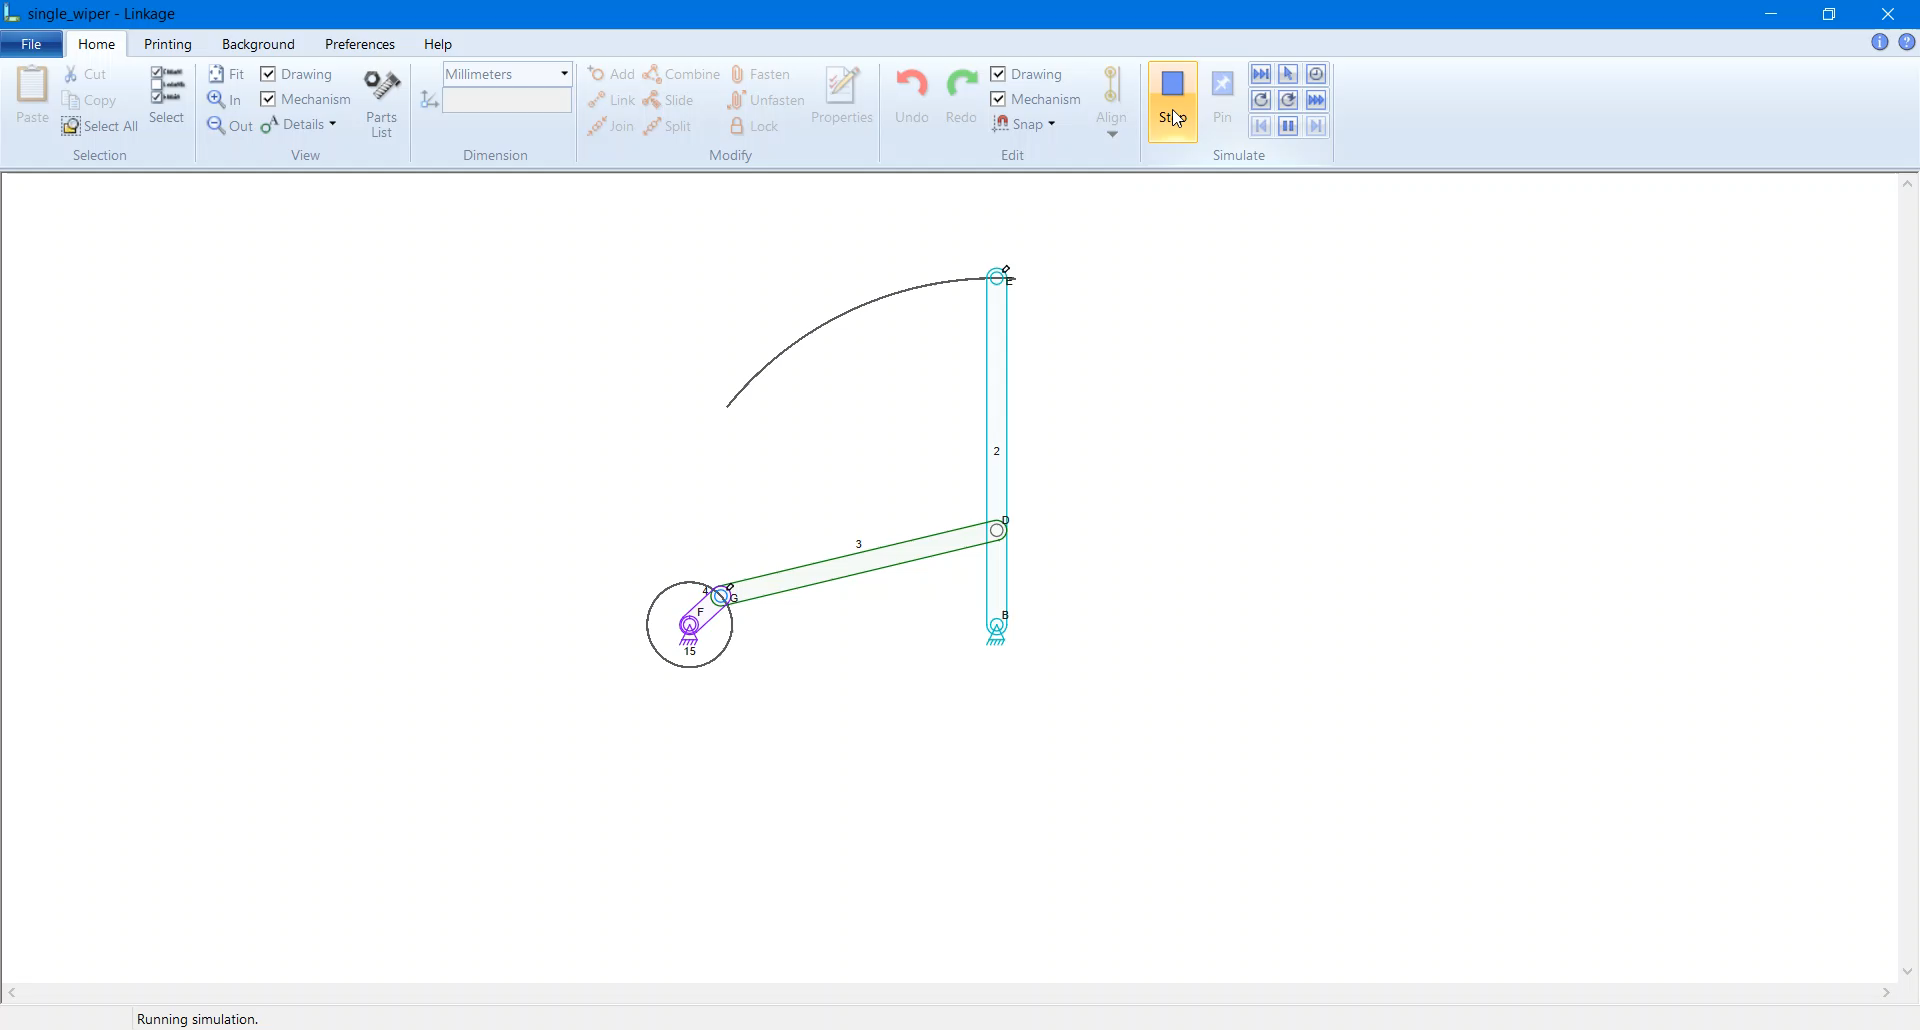 single_wiper - Linkage
File Home Printing Background Preferences Help
Paste
Cut
Copy
Select All
Select
Selection
Fit
In
Out
Drawing
Mechanism
Details
Parts
List
View
Millimeters
Dimension
Add Combine Fasten
Link Slide Unfasten
Join Split Lock
Properties
Modify
Undo
Redo
Drawing
Mechanism
Snap
Align
Edit
Pin
Simulate
E
2
D
3
4
G
F
B
15
Running simulation.